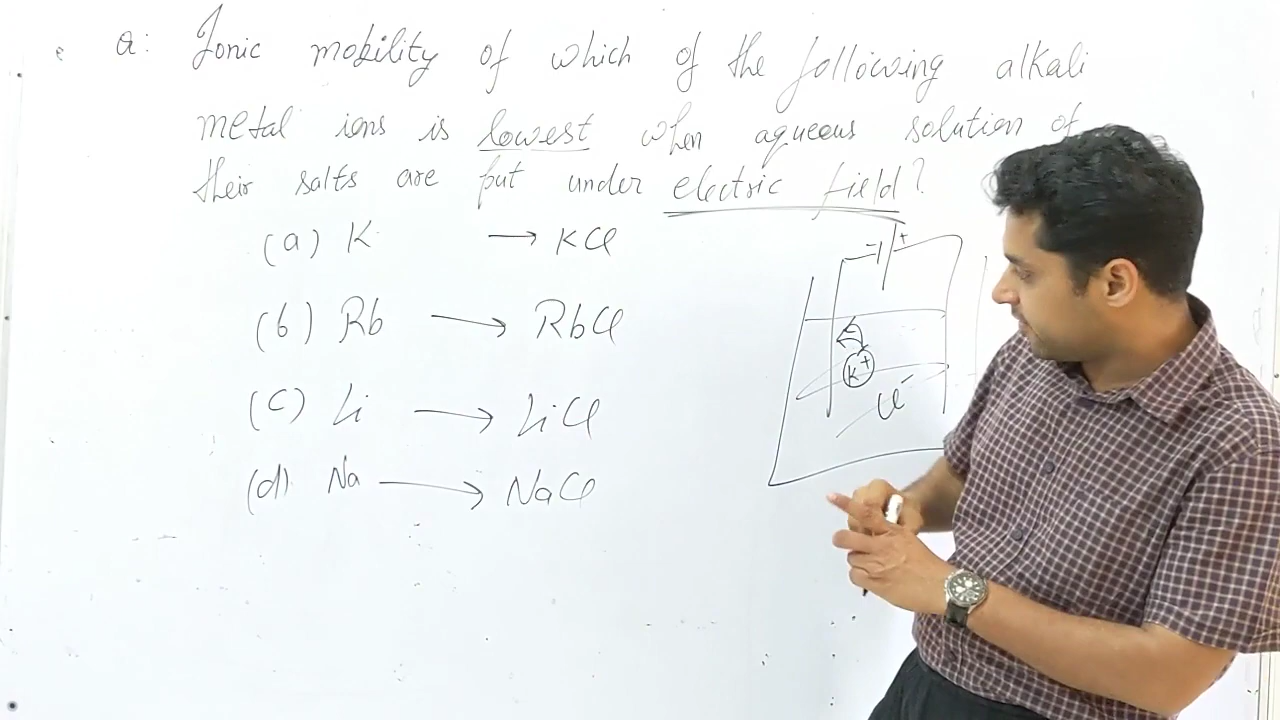 Q: Ionic mobility of which of the following alkali
metal ions is lowest when aqueous solution of
their salts are put under electric field?
(a) K → KCl
(b) Rb → RbCl
(c) Li → LiCl
(d) Na → NaCl
+
K+
Cl-